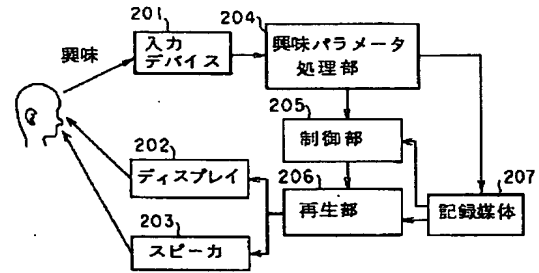 201
入力
デバイス
204
興味パラメータ
処理部
興味
205
制御部
202
ディスプレイ
206
再生部
207
記録媒体
203
スピーカ